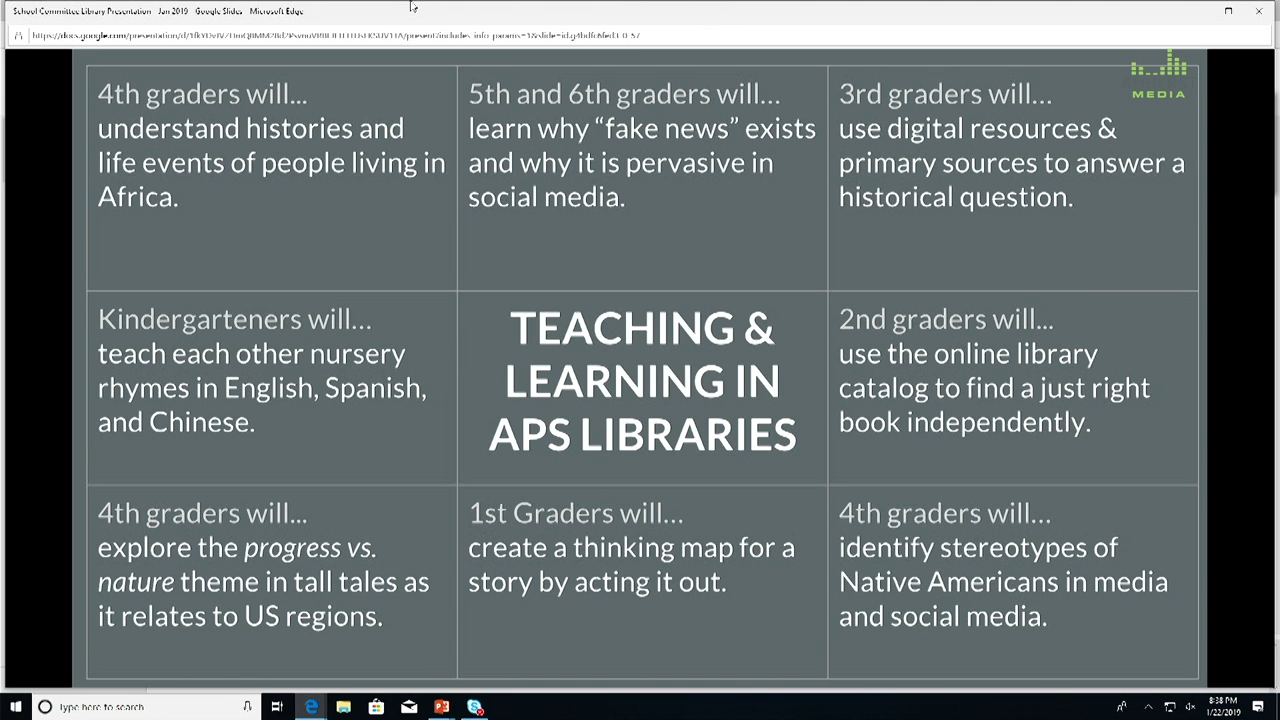 School Committee Library Presentation - Jan 2019 - Google Slides - Microsoft Edge
MEDIA
4th graders will...
understand histories and
life events of people living in
Africa.
5th and 6th graders will...
learn why “fake news” exists
and why it is pervasive in
social media.
3rd graders will...
use digital resources &
primary sources to answer a
historical question.
Kindergarteners will...
teach each other nursery
rhymes in English, Spanish,
and Chinese.
TEACHING &
LEARNING IN
APS LIBRARIES
2nd graders will...
use the online library
catalog to find a just right
book independently.
4th graders will...
explore the progress vs.
nature theme in tall tales as
it relates to US regions.
1st Graders will...
create a thinking map for a
story by acting it out.
4th graders will...
identify stereotypes of
Native Americans in media
and social media.
Type here to search
8:38 PM
1/22/2019